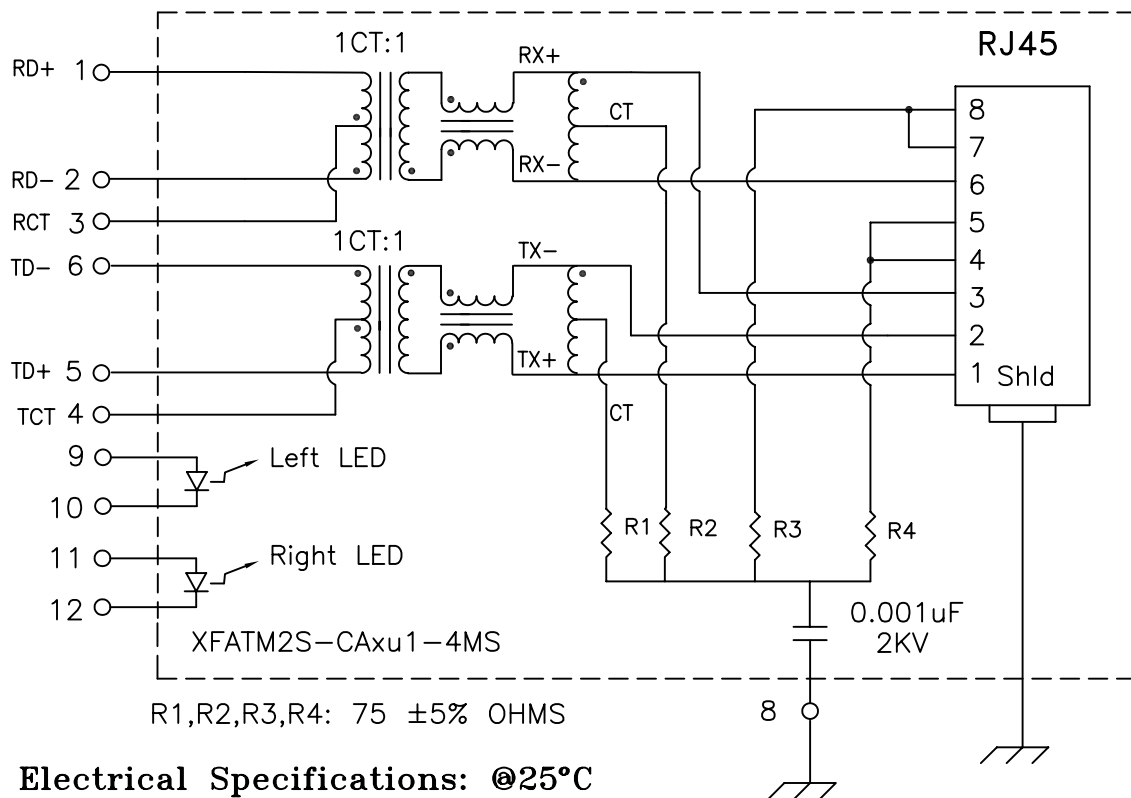 1CT:1
RJ45
RD+ 1
RX+
CT
8
7
RX-
RD- 2
6
RCT 3
5
1CT:1
TX-
TD- 6
4
3
2
TX+
TD+ 5
1 Shld
TCT 4
CT
9
Left LED
10
R1
R2
R3
R4
11
Right LED
12
0.001uF
2KV
XFATM2S-CAxu1-4MS
R1,R2,R3,R4: 75 ±5% OHMS
8
Electrical Specifications: @25°C